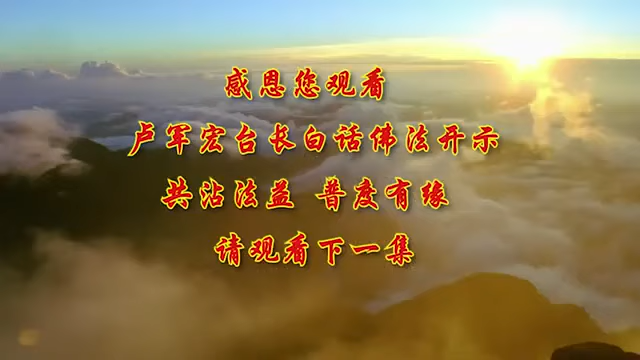 感恩您观看
卢军宏台长白话佛法开示
共沾法益 普度有缘
请观看下一集